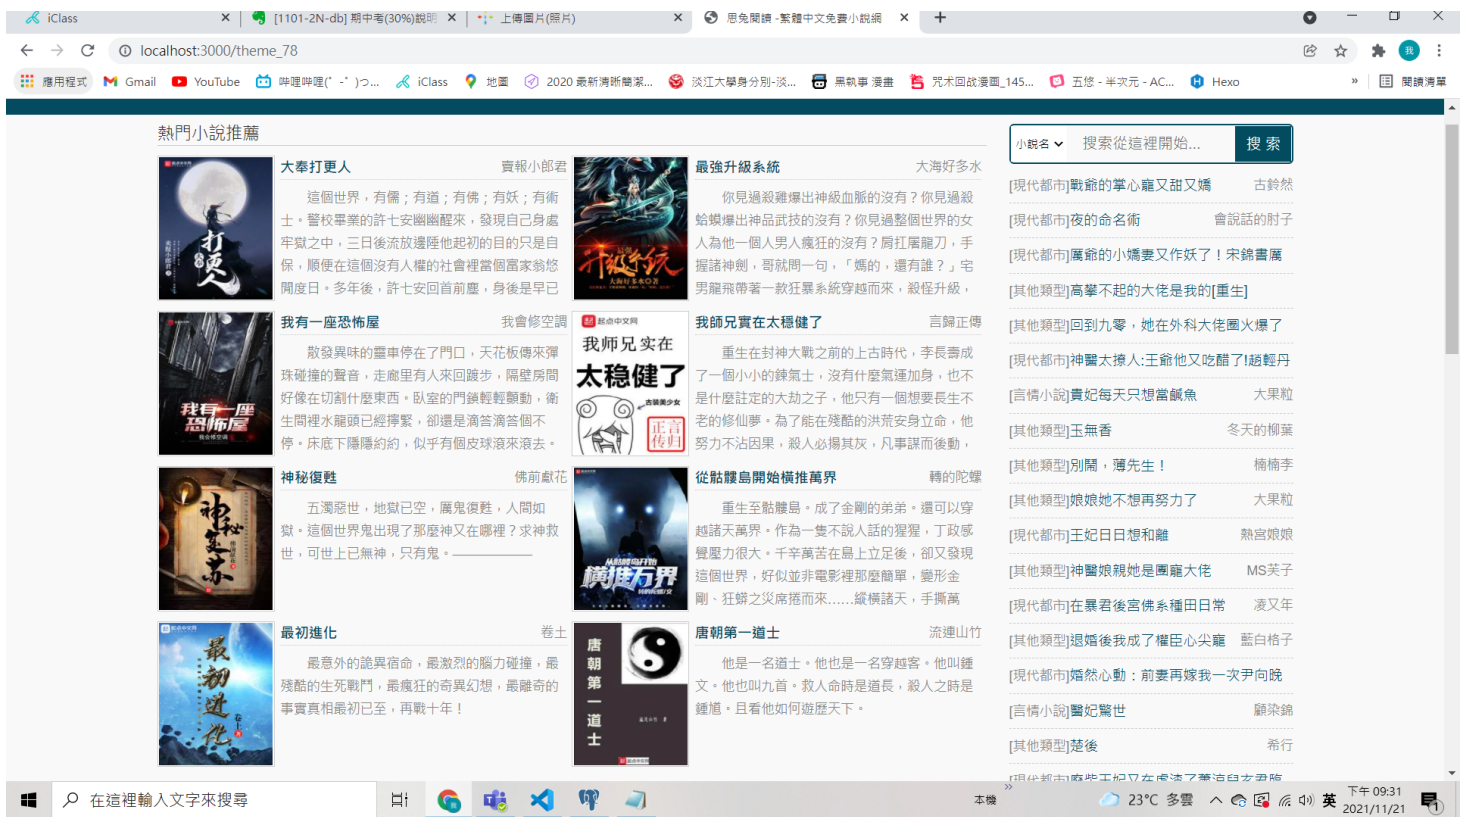 iClass
[1101-2N-db] 期中考(30%)說明
上傳圖片(照片)
思兔閱讀 -繁體中文免費小說網
localhost:3000/theme_78
應用程式
Gmail
YouTube
嗶哩嗶哩(゜-゜)つ...
iClass
地圖
2020 最新清晰簡潔...
淡江大學身分別-淡...
黑執事 漫畫
咒术回战漫画_145...
五悠 - 半次元 - AC...
Hexo
»
閱讀清單
熱門小說推薦
大奉打更人 賣報小郎君
這個世界,有儒;有道;有佛;有妖;有術
士。警校畢業的許七安幽幽醒來,發現自己身處
牢獄之中,三日後流放邊陲他起初的目的只是自
保,順便在這個沒有人權的社會裡當個富家翁悠
閒度日。多年後,許七安回首前塵,身後是早已
最強升級系統 大海好多水
你見過殺雞爆出神級血脈的沒有?你見過殺
蛤蟆爆出神品武技的沒有?你見過整個世界的女
人為他一個人男人瘋狂的沒有?肩扛屠龍刀,手
握諸神劍,哥就問一句,「媽的,還有誰?」宅
男龍飛帶著一款狂暴系統穿越而來,殺怪升級,
我有一座恐怖屋 我會修空調
散發異味的靈車停在了門口,天花板傳來彈
珠碰撞的聲音,走廊里有人來回踱步,隔壁房間
好像在切割什麼東西。臥室的門鎖輕輕顫動,衛
生間裡水龍頭已經擰緊,卻還是滴答滴答個不
停。床底下隱隱約約,似乎有個皮球滾來滾去。
起点中文网
我师兄实在
太稳健了
古装美少女
正言
传归
我師兄實在太穩健了 言歸正傳
重生在封神大戰之前的上古時代,李長壽成
了一個小小的鍊氣士,沒有什麼氣運加身,也不
是什麼註定的大劫之子,他只有一個想要長生不
老的修仙夢。為了能在殘酷的洪荒安身立命,他
努力不沾因果,殺人必揚其灰,凡事謀而後動,
神秘復甦 佛前獻花
五濁惡世,地獄已空,厲鬼復甦,人間如
獄。這個世界鬼出現了那麼神又在哪裡?求神救
世,可世上已無神,只有鬼。——————
從骷髏島開始橫推萬界 轉的陀螺
重生至骷髏島。成了金剛的弟弟。還可以穿
越諸天萬界。作為一隻不說人話的猩猩,丁政感
覺壓力很大。千辛萬苦在島上立足後,卻又發現
這個世界,好似並非電影裡那麼簡單,變形金
剛、狂蟒之災席捲而來......縱橫諸天,手撕萬
最初進化 卷土
最意外的詭異宿命,最激烈的腦力碰撞,最
殘酷的生死戰鬥,最瘋狂的奇異幻想,最離奇的
事實真相最初已至,再戰十年!
唐朝第一道士
唐朝第一道士 流連山竹
他是一名道士。他也是一名穿越客。他叫鍾
文。他也叫九首。救人命時是道長,殺人之時是
鍾馗。且看他如何遊歷天下。
小說名
搜索從這裡開始...
搜 索
[現代都市]戰爺的掌心寵又甜又嬌 古鈴然
[現代都市]夜的命名術 會說話的肘子
[現代都市]厲爺的小嬌妻又作妖了!宋錦書厲
[其他類型]高攀不起的大佬是我的[重生]
[其他類型]回到九零,她在外科大佬圈火爆了
[現代都市]神醫太撩人:王爺他又吃醋了!趙輕丹
[言情小說]貴妃每天只想當鹹魚 大果粒
[其他類型]玉無香 冬天的柳葉
[其他類型]別鬧,薄先生! 楠楠李
[其他類型]娘娘她不想再努力了 大果粒
[現代都市]王妃日日想和離 熱宮娘娘
[其他類型]神醫娘親她是團寵大佬 MS芙子
[現代都市]在暴君後宮佛系種田日常 凌又年
[其他類型]退婚後我成了權臣心尖寵 藍白格子
[現代都市]婚然心動:前妻再嫁我一次尹向晚
[言情小說]醫妃驚世 顧染錦
[其他類型]楚後 希行
在這裡輸入文字來搜尋
本機
»
23°C 多雲
英
下午 09:31
2021/11/21